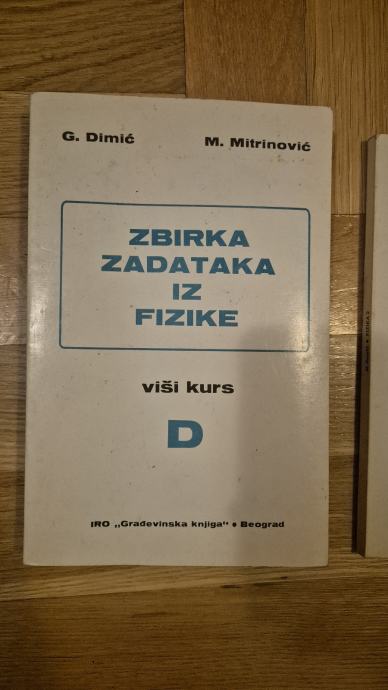 G. Dimić M. Mitrinović
ZBIRKA
ZADATAKA
IZ
FIZIKE
viši kurs
D
IRO „Građevinska knjiga“ • Beograd